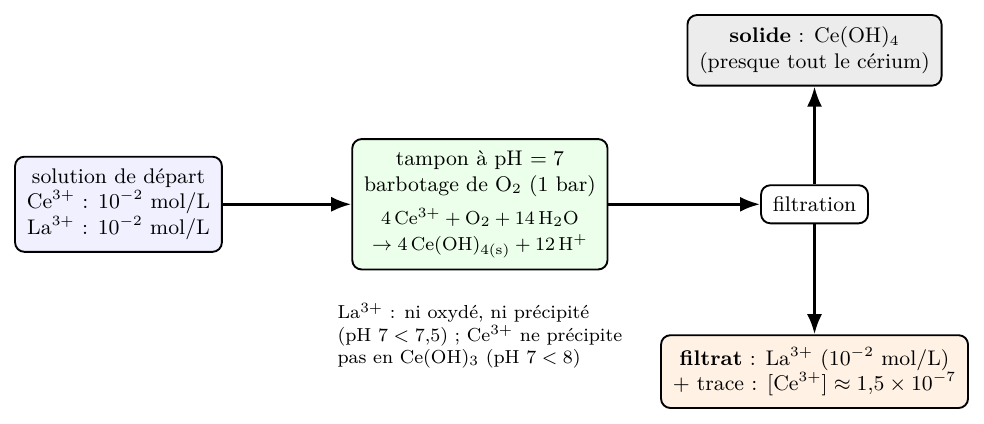 solution de départ
Ce³⁺ : 10⁻² mol/L
La³⁺ : 10⁻² mol/L
tampon à pH = 7
barbotage de O₂ (1 bar)
4 Ce³⁺ + O₂ + 14 H₂O
→ 4 Ce(OH)₄₍ₛ₎ + 12 H⁺
La³⁺ : ni oxydé, ni précipité
(pH 7 < 7,5) ; Ce³⁺ ne précipite
pas en Ce(OH)₃ (pH 7 < 8)
filtration
solide : Ce(OH)₄
(presque tout le cérium)
filtrat : La³⁺ (10⁻² mol/L)
+ trace : [Ce³⁺] ≈ 1,5 × 10⁻⁷